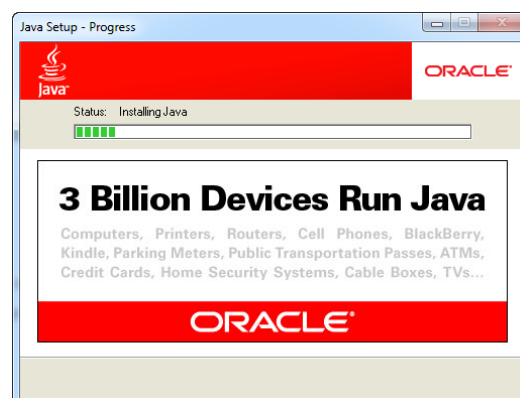 Java Setup - Progress
Java
ORACLE
Status: Installing Java
3 Billion Devices Run Java
Computers, Printers, Routers, Cell Phones, BlackBerry,
Kindle, Parking Meters, Public Transportation Passes, ATMs,
Credit Cards, Home Security Systems, Cable Boxes, TVs...
ORACLE